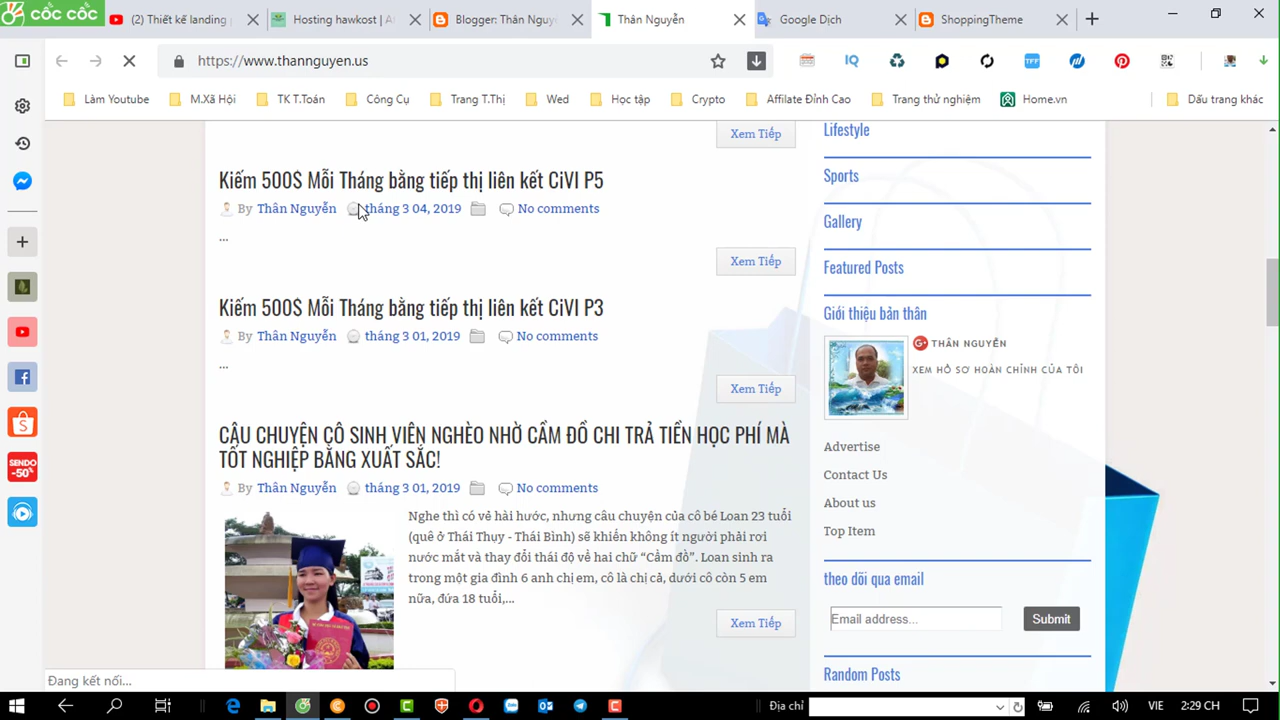 CỐC CỐC
(2) Thiết kế landing
Hosting hawkost | A
Blogger: Thân Nguy
Thân Nguyễn
Google Dịch
ShoppingTheme
https://www.thannguyen.us
IQ
TFF
Làm Youtube
M.Xã Hội
TK T.Toán
Công Cụ
Trang T.Thị
Wed
Học tập
Crypto
Affilate Đỉnh Cao
Trang thử nghiệm
Home.vn
Dấu trang khác
Xem Tiếp
Kiếm 500$ Mỗi Tháng bằng tiếp thị liên kết CiVI P5
By Thân Nguyễn tháng 3 04, 2019 No comments
...
Xem Tiếp
Kiếm 500$ Mỗi Tháng bằng tiếp thị liên kết CiVI P3
By Thân Nguyễn tháng 3 01, 2019 No comments
...
Xem Tiếp
CÂU CHUYỆN CÔ SINH VIÊN NGHÈO NHỜ CẦM ĐỒ CHI TRẢ TIỀN HỌC PHÍ MÀ
TỐT NGHIỆP BẰNG XUẤT SẮC!
By Thân Nguyễn tháng 3 01, 2019 No comments
Nghe thì có vẻ hài hước, nhưng câu chuyện của cô bé Loan 23 tuổi
(quê ở Thái Thụy - Thái Bình) sẽ khiến không ít người phải rơi
nước mắt và thay đổi thái độ về hai chữ “Cầm đồ”. Loan sinh ra
trong một gia đình 6 anh chị em, cô là chị cả, dưới cô còn 5 em
nữa, đứa 18 tuổi,...
Xem Tiếp
Lifestyle
Sports
Gallery
Featured Posts
Giới thiệu bản thân
G+ THÂN NGUYỄN
XEM HỒ SƠ HOÀN CHỈNH CỦA TÔI
Advertise
Contact Us
About us
Top Item
theo dõi qua email
Email address...
Submit
Random Posts
SENDO
-50%
Đang kết nối...
Địa chỉ
VIE
2:29 CH